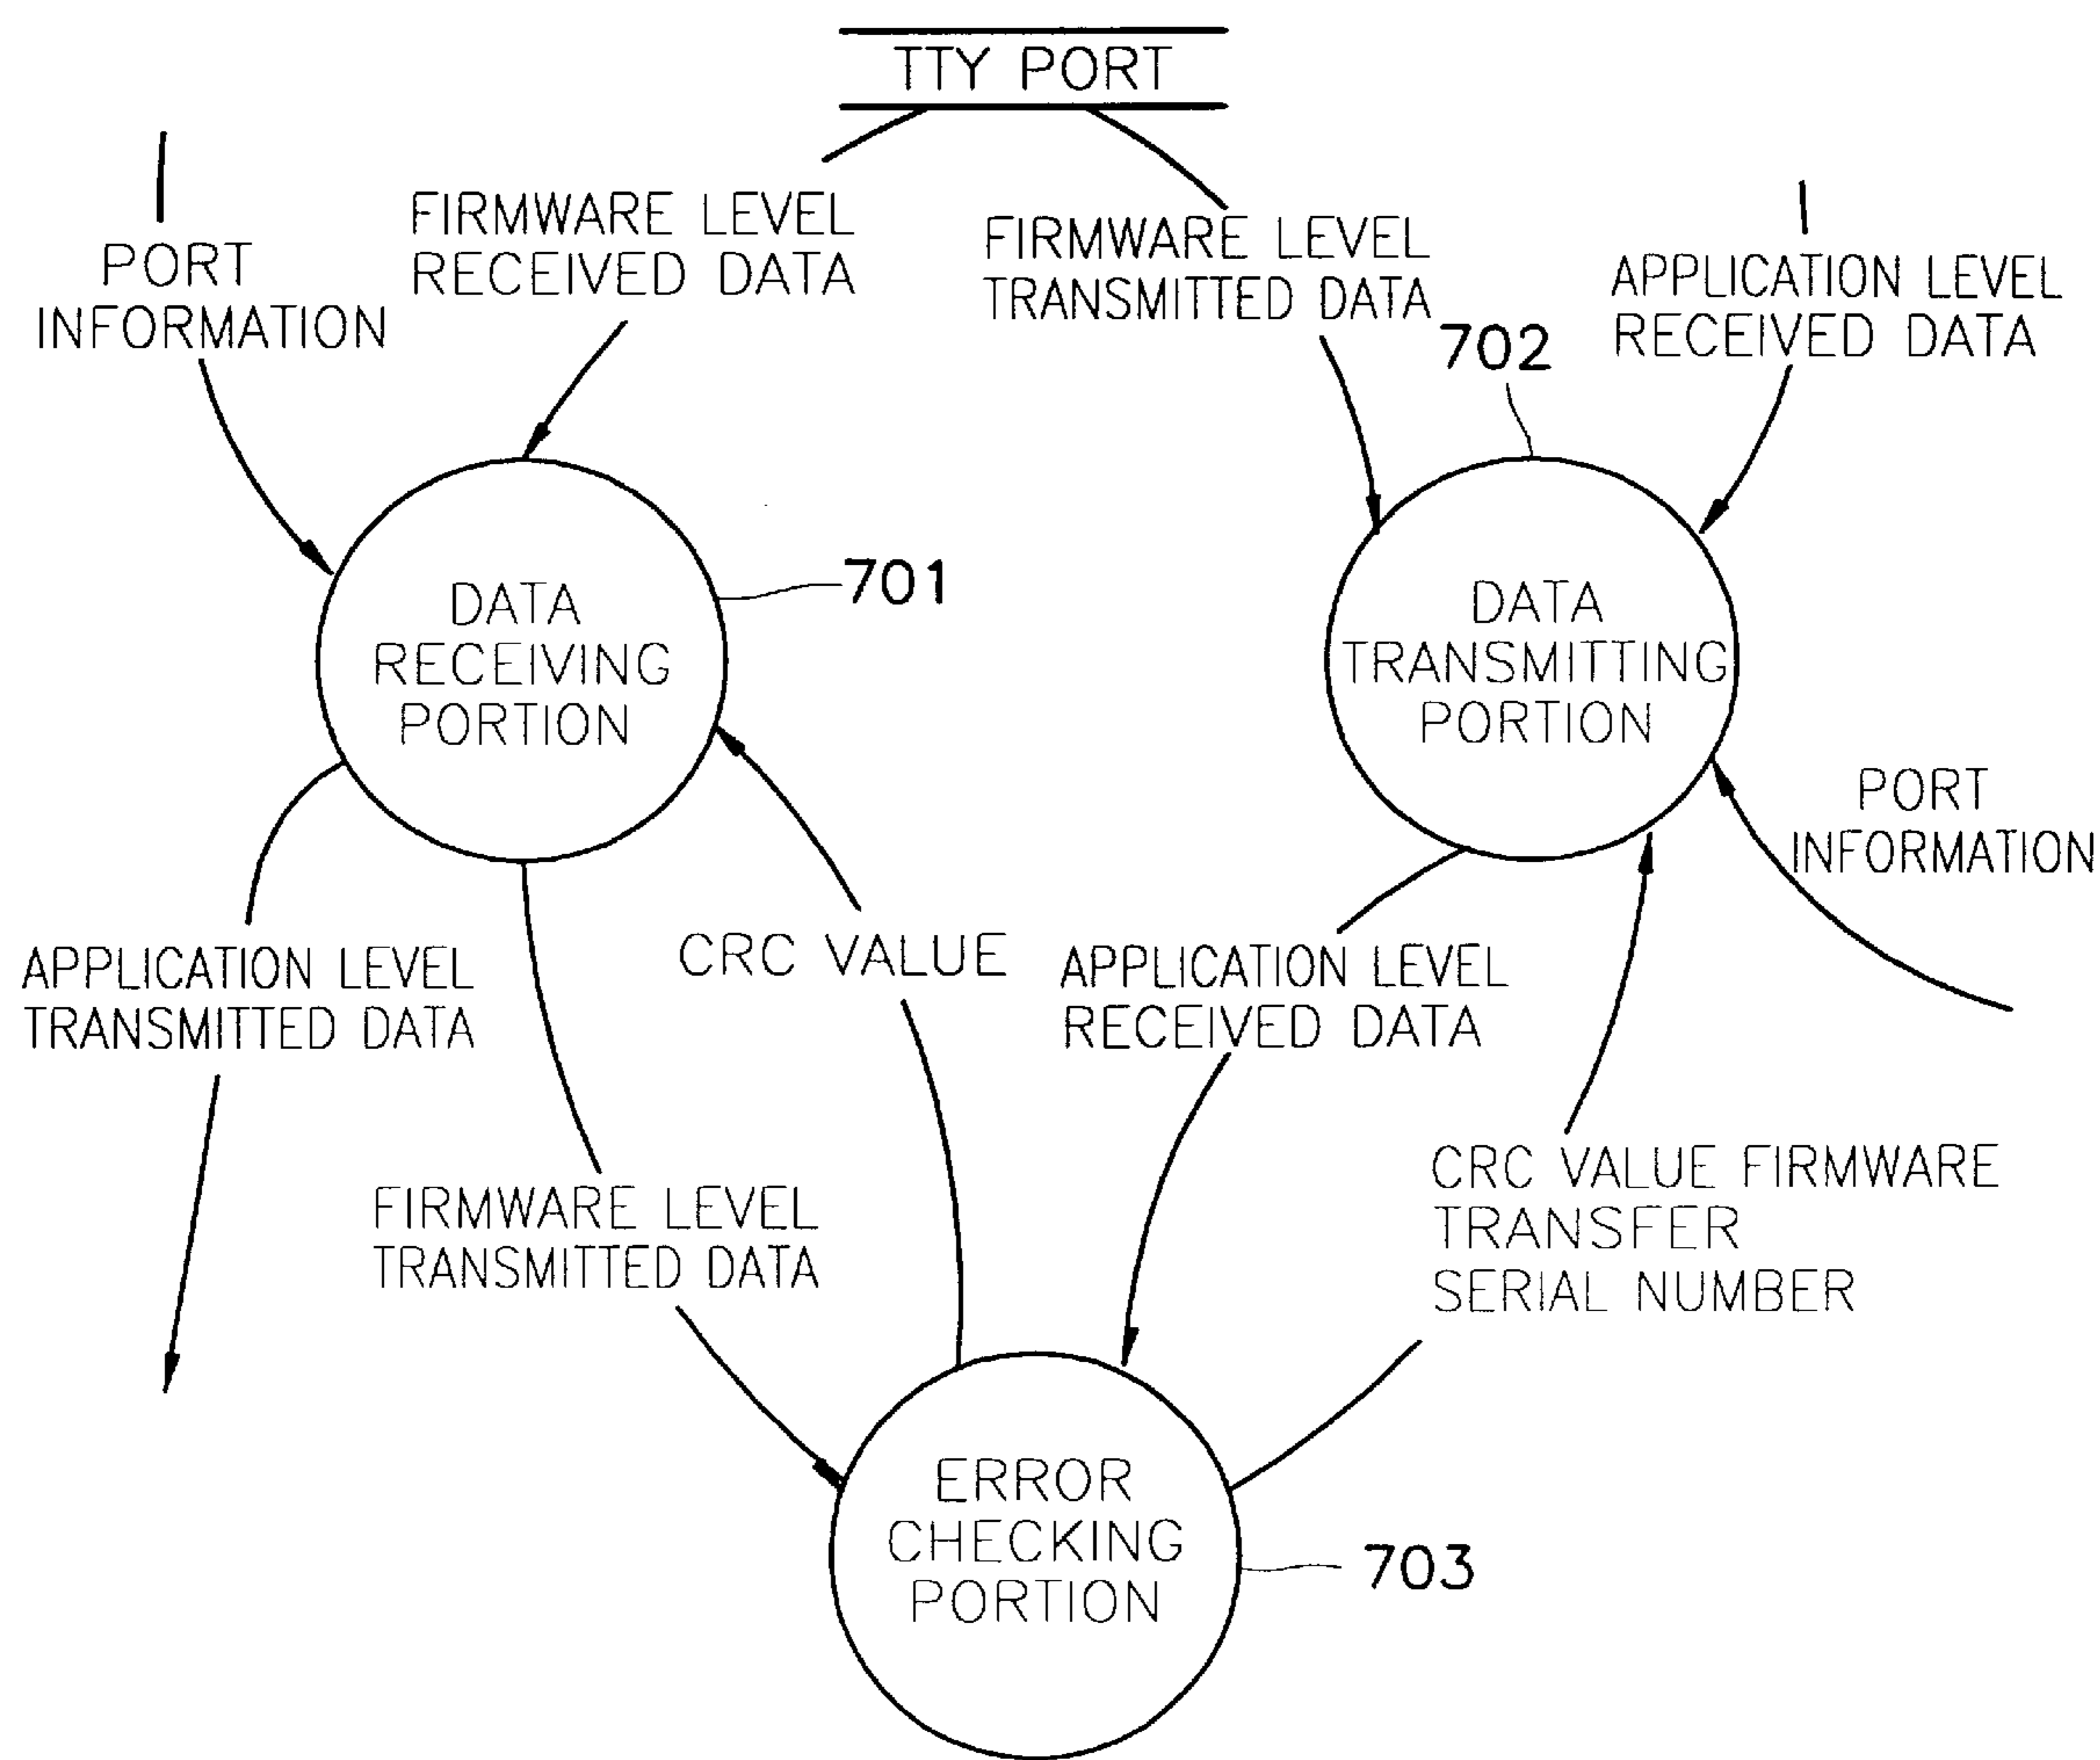 TTY PORT
FIRMWARE LEVEL
RECEIVED DATA
PORT
INFORMATION
FIRMWARE LEVEL
TRANSMITTED DATA
702
APPLICATION LEVEL
RECEIVED DATA
DATA
RECEIVING
PORTION
701
DATA
TRANSMITTING
PORTION
PORT
INFORMATION
APPLICATION LEVEL
TRANSMITTED DATA
CRC VALUE
APPLICATION LEVEL
RECEIVED DATA
FIRMWARE LEVEL
TRANSMITTED DATA
CRC VALUE FIRMWARE
TRANSFER
SERIAL NUMBER
ERROR
CHECKING
PORTION
703